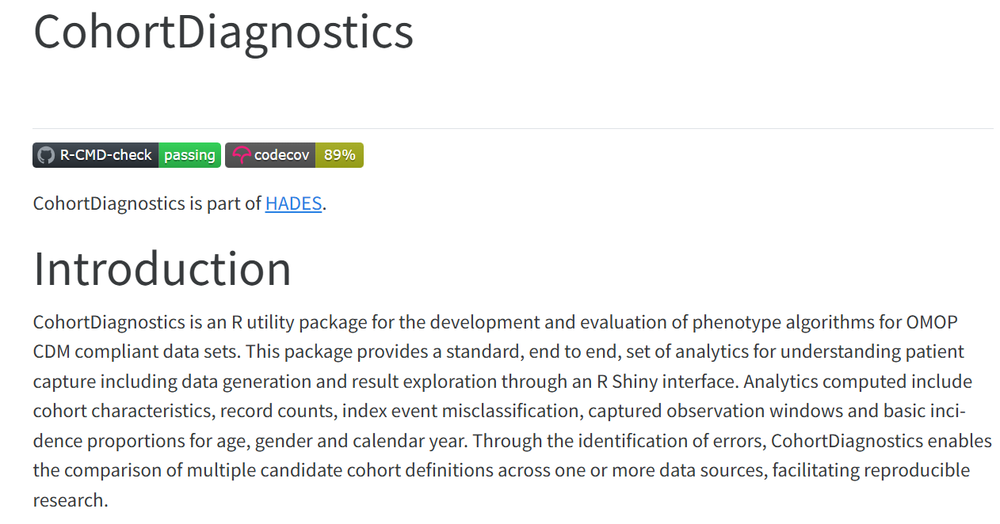 CohortDiagnostics
R-CMD-check passing codecov 89%
CohortDiagnostics is part of HADES.
Introduction
CohortDiagnostics is an R utility package for the development and evaluation of phenotype algorithms for OMOP
CDM compliant data sets. This package provides a standard, end to end, set of analytics for understanding patient
capture including data generation and result exploration through an R Shiny interface. Analytics computed include
cohort characteristics, record counts, index event misclassification, captured observation windows and basic inci-
dence proportions for age, gender and calendar year. Through the identification of errors, CohortDiagnostics enables
the comparison of multiple candidate cohort definitions across one or more data sources, facilitating reproducible
research.